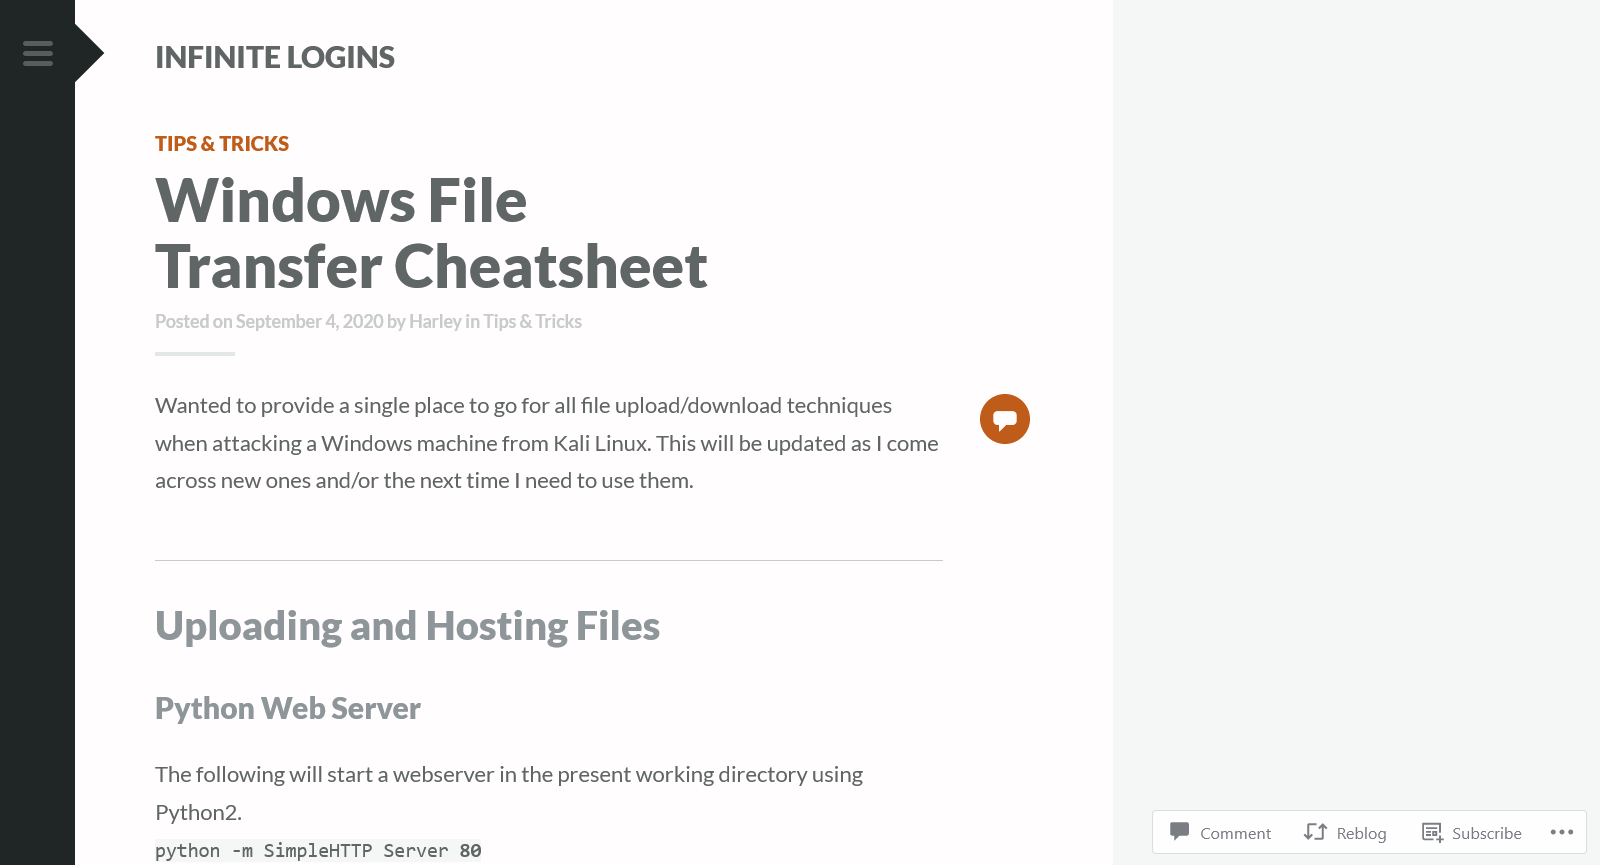 INFINITE LOGINS
TIPS & TRICKS
Windows File
Transfer Cheatsheet
Posted on September 4, 2020 by Harley in Tips & Tricks
Wanted to provide a single place to go for all file upload/download techniques
when attacking a Windows machine from Kali Linux. This will be updated as I come
across new ones and/or the next time I need to use them.
Uploading and Hosting Files
Python Web Server
The following will start a webserver in the present working directory using
Python2.
python -m SimpleHTTP Server 80
Comment Reblog Subscribe